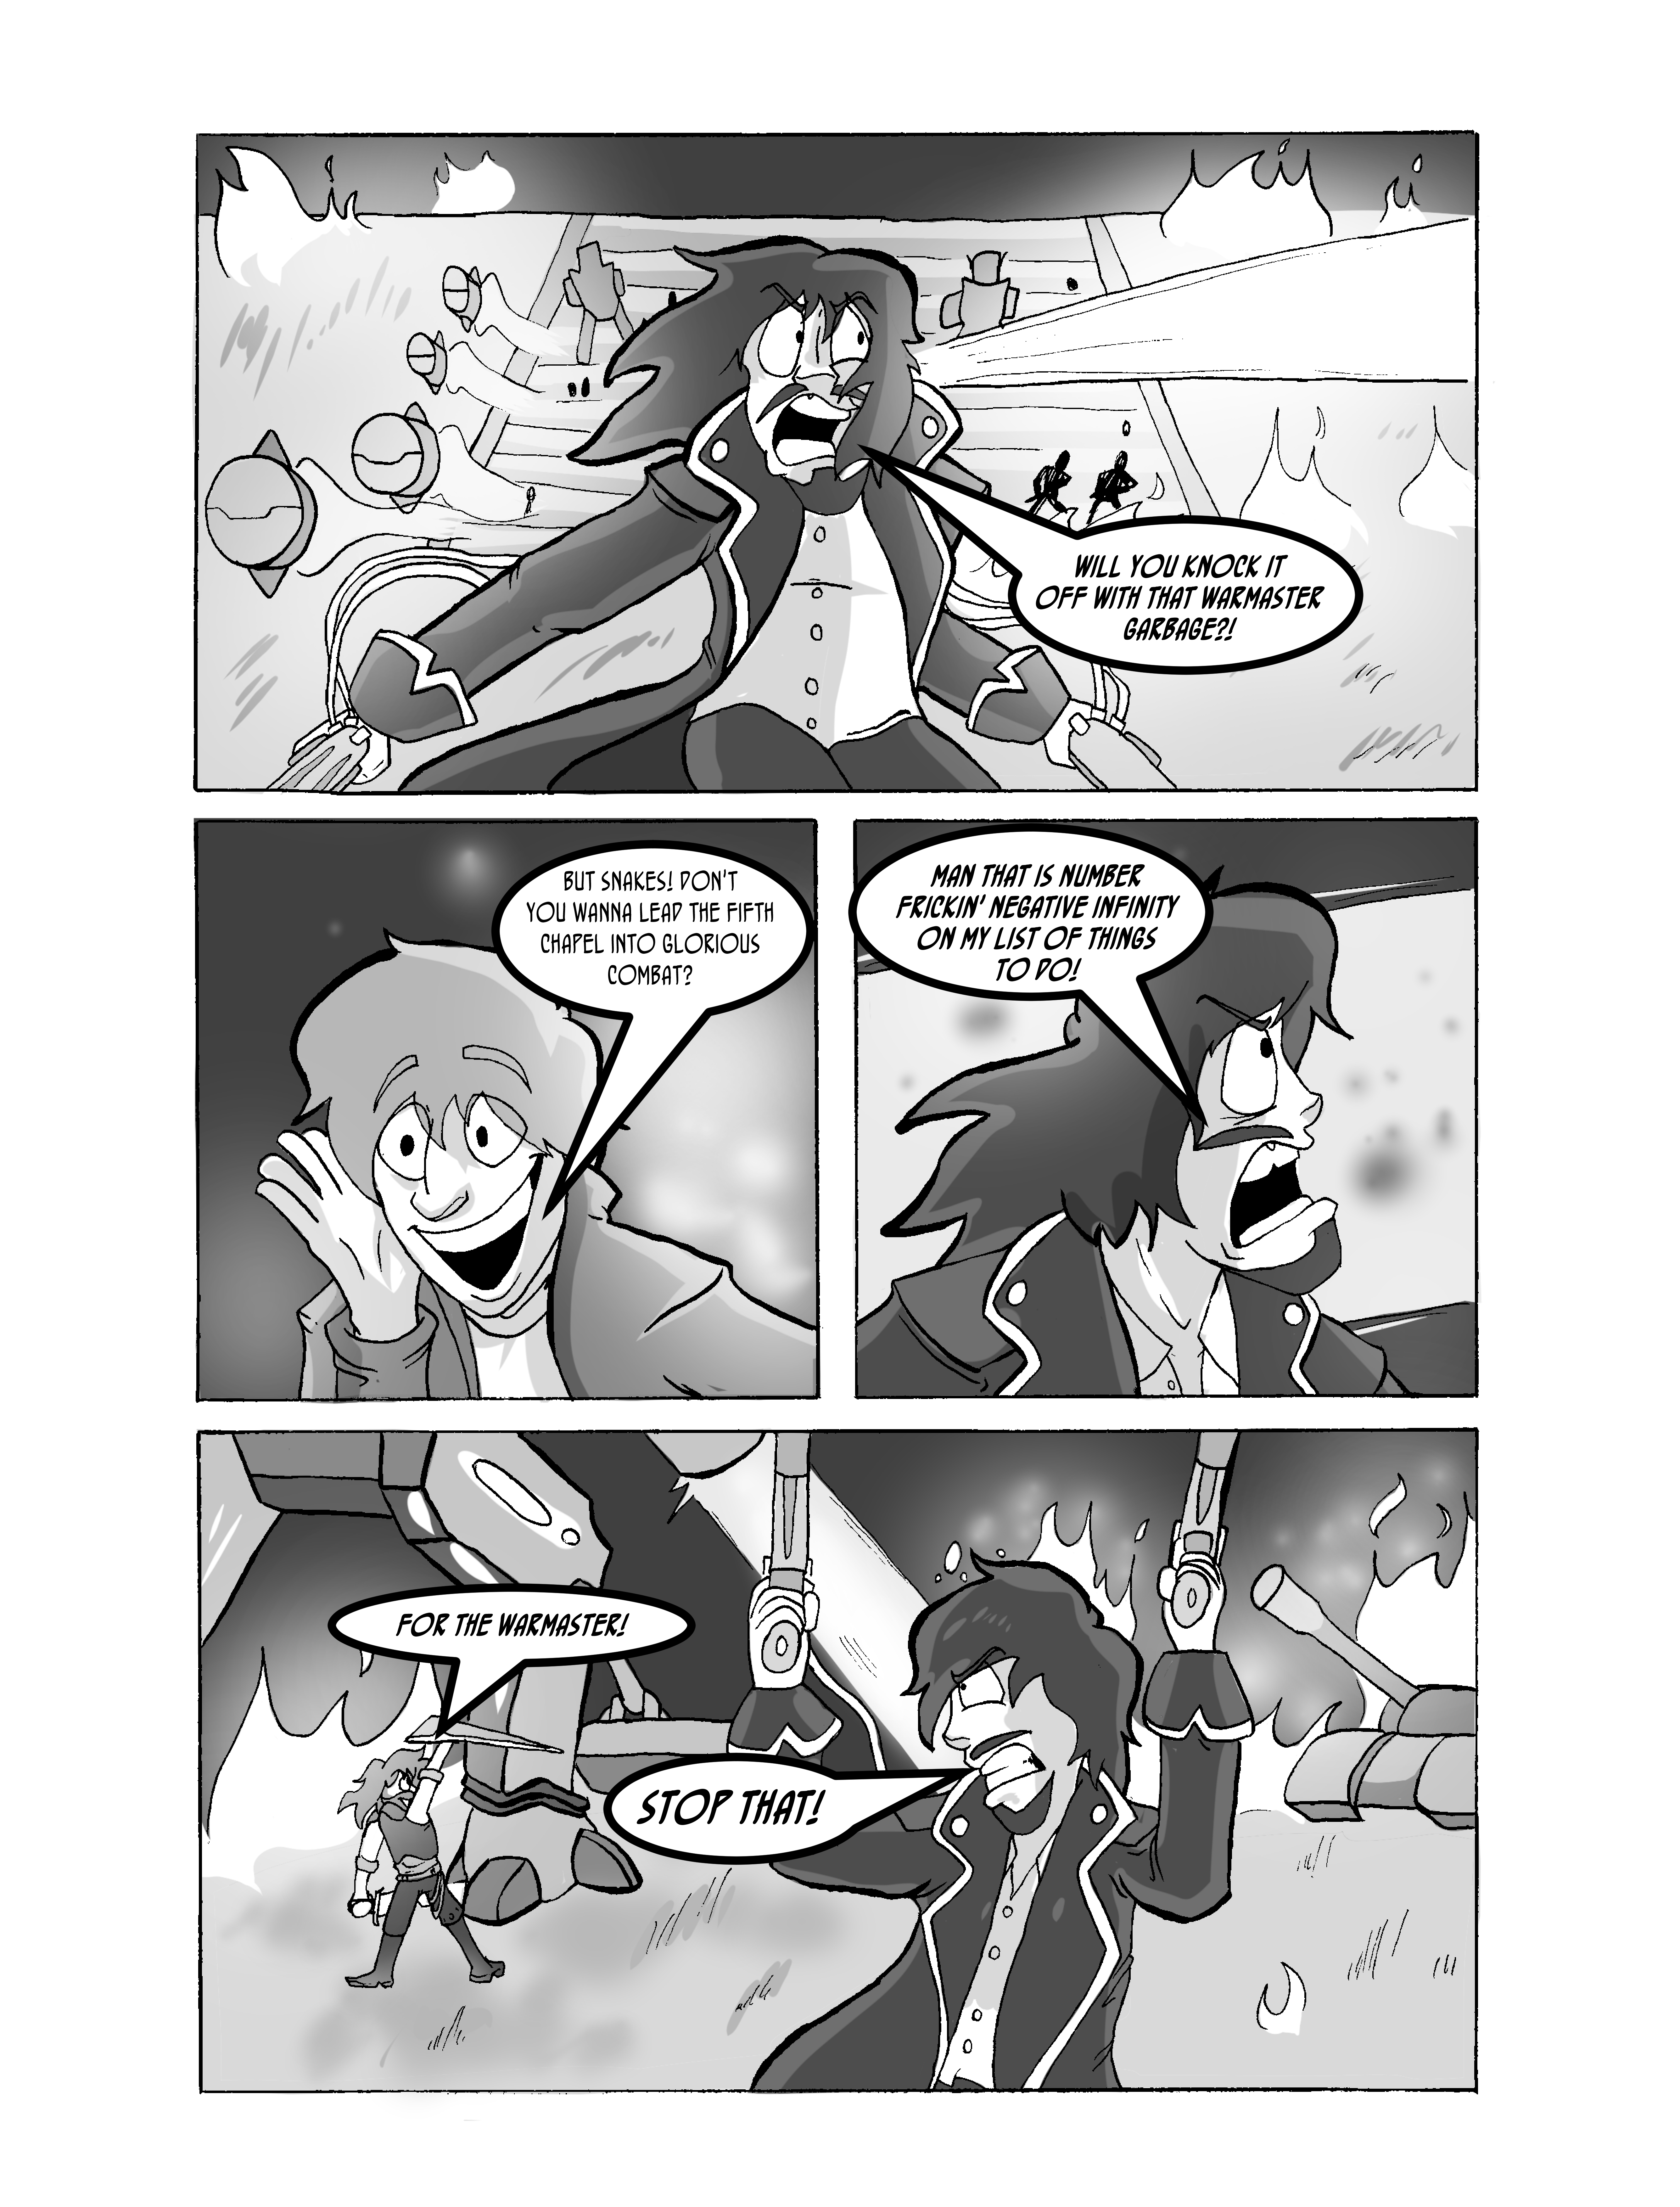 WILL YOU KNOCK IT
OFF WITH THAT WARMASTER
GARBAGE?!
BUT SNAKES! DON'T
YOU WANNA LEAD THE FIFTH
CHAPEL INTO GLORIOUS
COMBAT?
MAN THAT IS NUMBER
FRICKIN' NEGATIVE INFINITY
ON MY LIST OF THINGS
TO DO!
FOR THE WARMASTER!
STOP THAT!